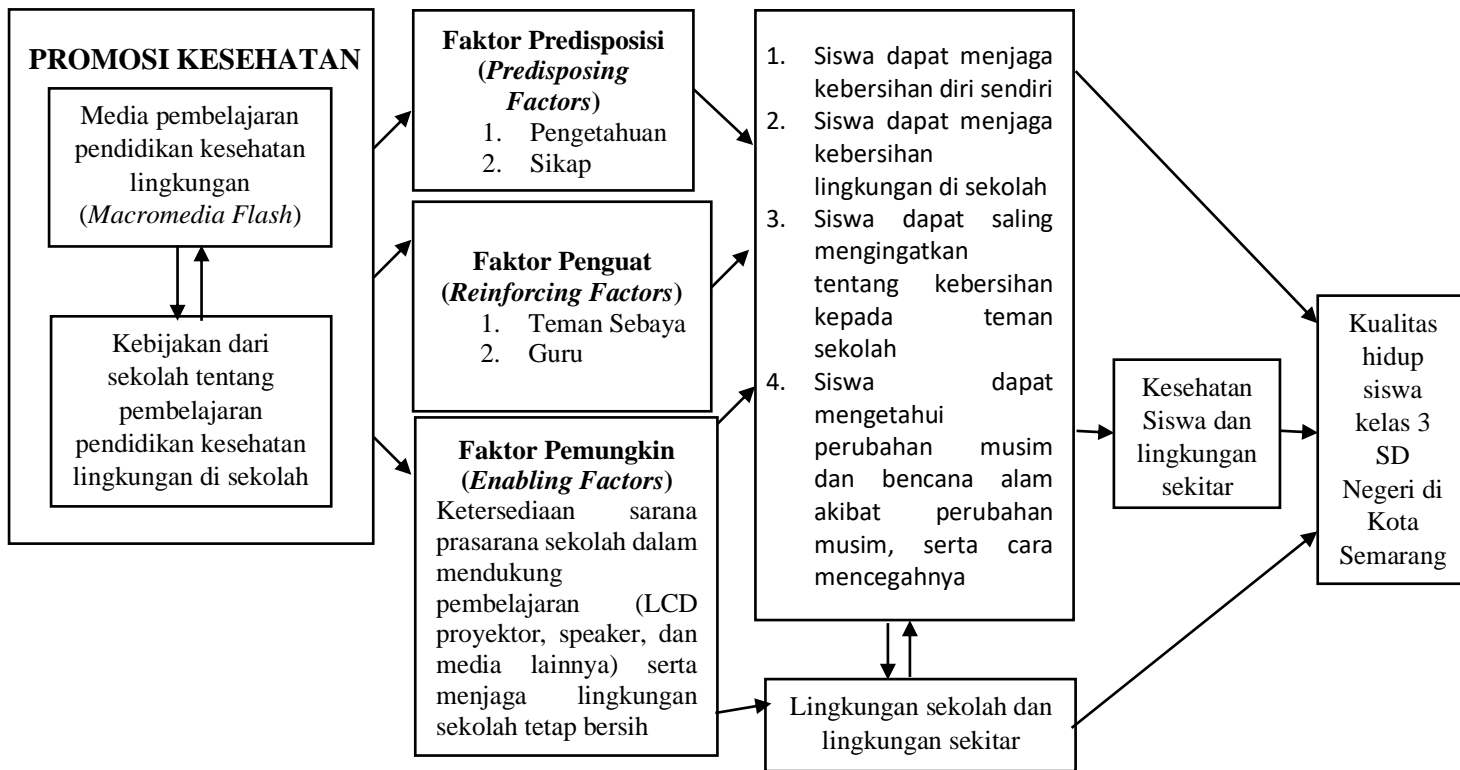 PROMOSI KESEHATAN
Media pembelajaran
pendidikan kesehatan
lingkungan
(Macromedia Flash)
Kebijakan dari
sekolah tentang
pembelajaran
pendidikan kesehatan
lingkungan di sekolah
Faktor Predisposisi
(Predisposing
Factors)
1. Pengetahuan
2. Sikap
Faktor Penguat
(Reinforcing Factors)
1. Teman Sebaya
2. Guru
Faktor Pemungkin
(Enabling Factors)
Ketersediaan sarana
prasarana sekolah dalam
mendukung
pembelajaran (LCD
proyektor, speaker, dan
media lainnya) serta
menjaga lingkungan
sekolah tetap bersih
1. Siswa dapat menjaga
kebersihan diri sendiri
2. Siswa dapat menjaga
kebersihan
lingkungan di sekolah
3. Siswa dapat saling
mengingatkan
tentang kebersihan
kepada teman
sekolah
4. Siswa dapat
mengetahui
perubahan musim
dan bencana alam
akibat perubahan
musim, serta cara
mencegahnya
Lingkungan sekolah dan
lingkungan sekitar
Kesehatan
Siswa dan
lingkungan
sekitar
Kualitas
hidup
siswa
kelas 3
SD
Negeri di
Kota
Semarang